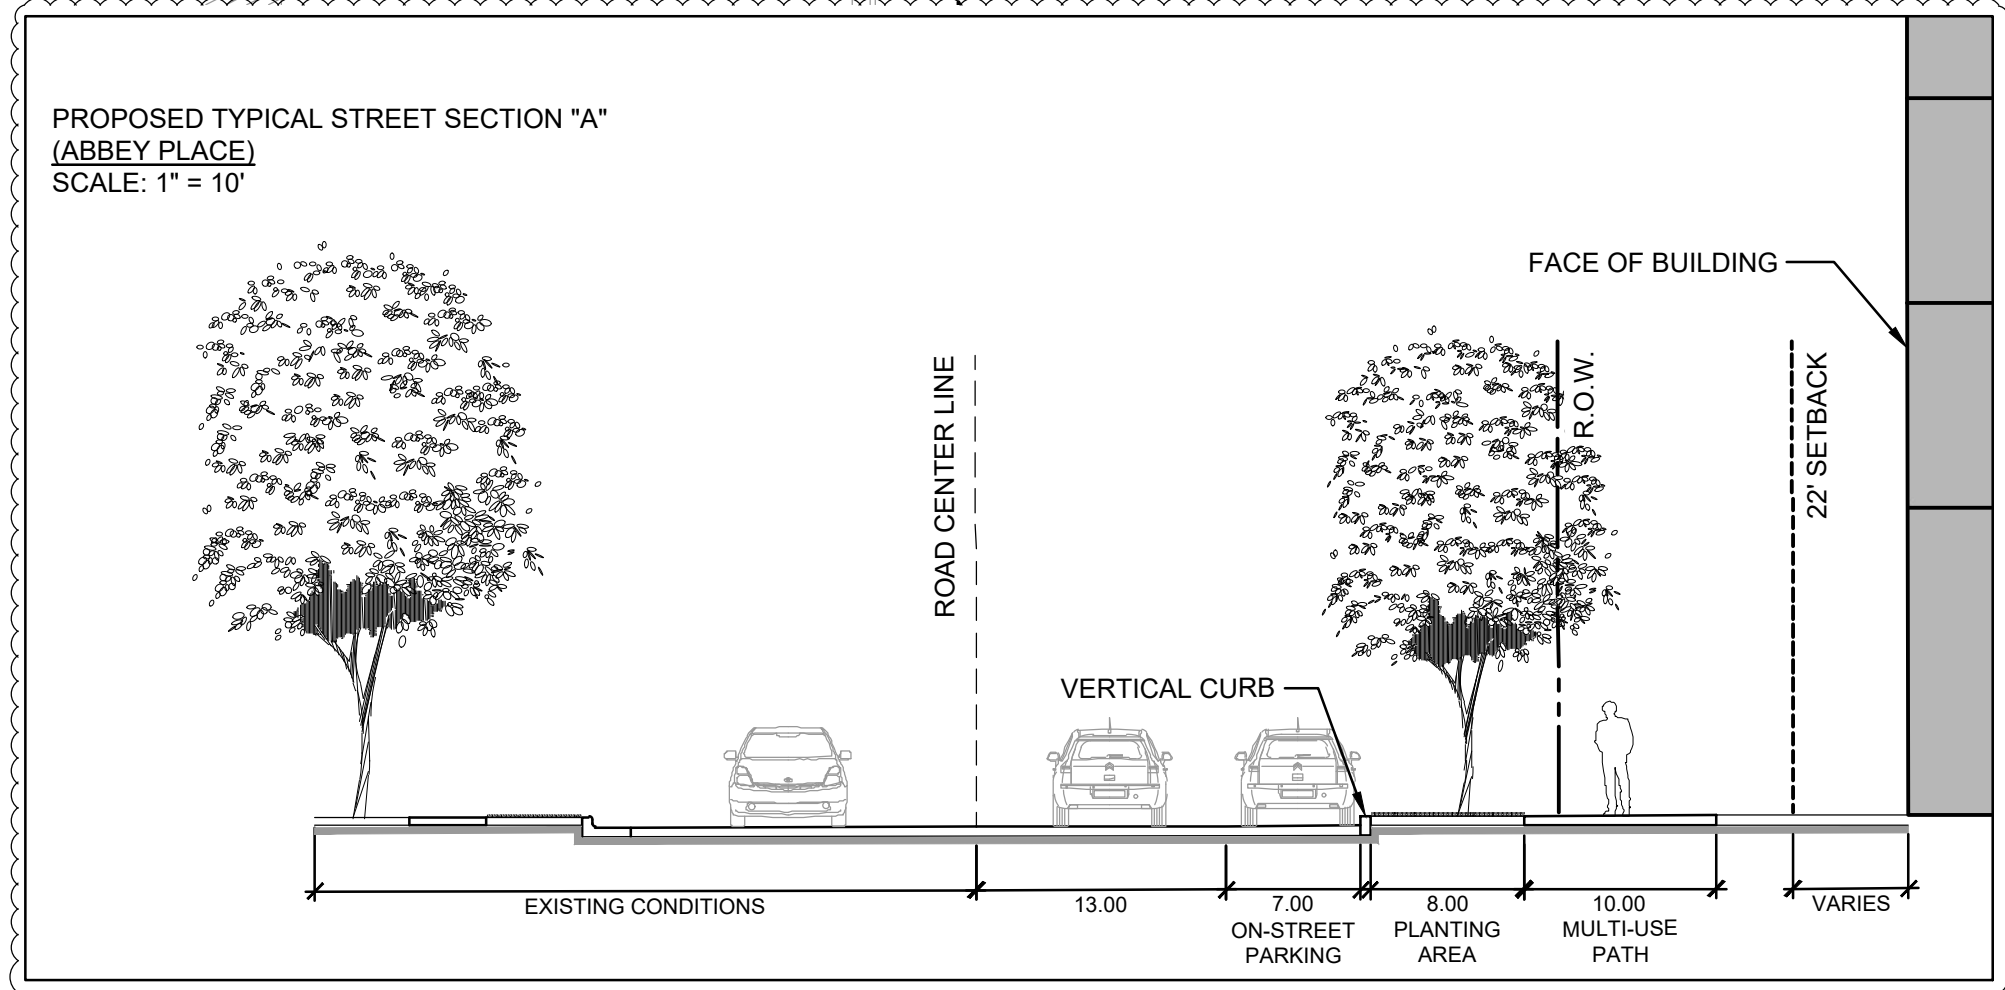 PROPOSED TYPICAL STREET SECTION "A"
(ABBEY PLACE)
SCALE: 1" = 10'
FACE OF BUILDING
ROAD CENTER LINE
R.O.W.
22' SETBACK
VERTICAL CURB
EXISTING CONDITIONS
13.00
7.00
ON-STREET
PARKING
8.00
PLANTING
AREA
10.00
MULTI-USE
PATH
VARIES